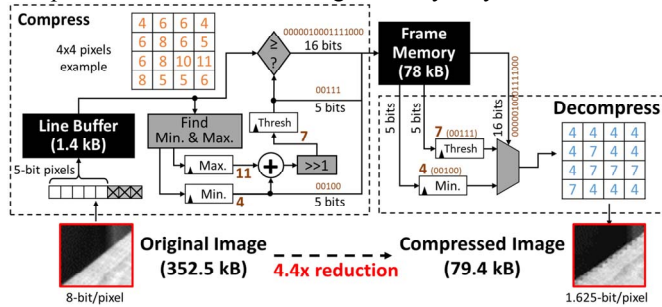 Compress
4x4 pixels
example
4 6 6 4
6 8 6 5
6 8 10 11
8 5 5 6
≥
?
0000010001111000
16 bits
Frame
Memory
(78 kB)
00111
5 bits
Line Buffer
(1.4 kB)
Find
Min. & Max.
Thresh
7
5-bit pixels
Max.
11
+
>>1
Min.
4
00100
5 bits
5 bits
5 bits
16 bits
0000010001111000
Decompress
7 (00111)
Thresh
4 (00100)
Min.
4 4 4 4
4 7 4 4
4 7 7 7
7 4 4 4
Original Image
(352.5 kB)
4.4x reduction
Compressed Image
(79.4 kB)
8-bit/pixel
1.625-bit/pixel